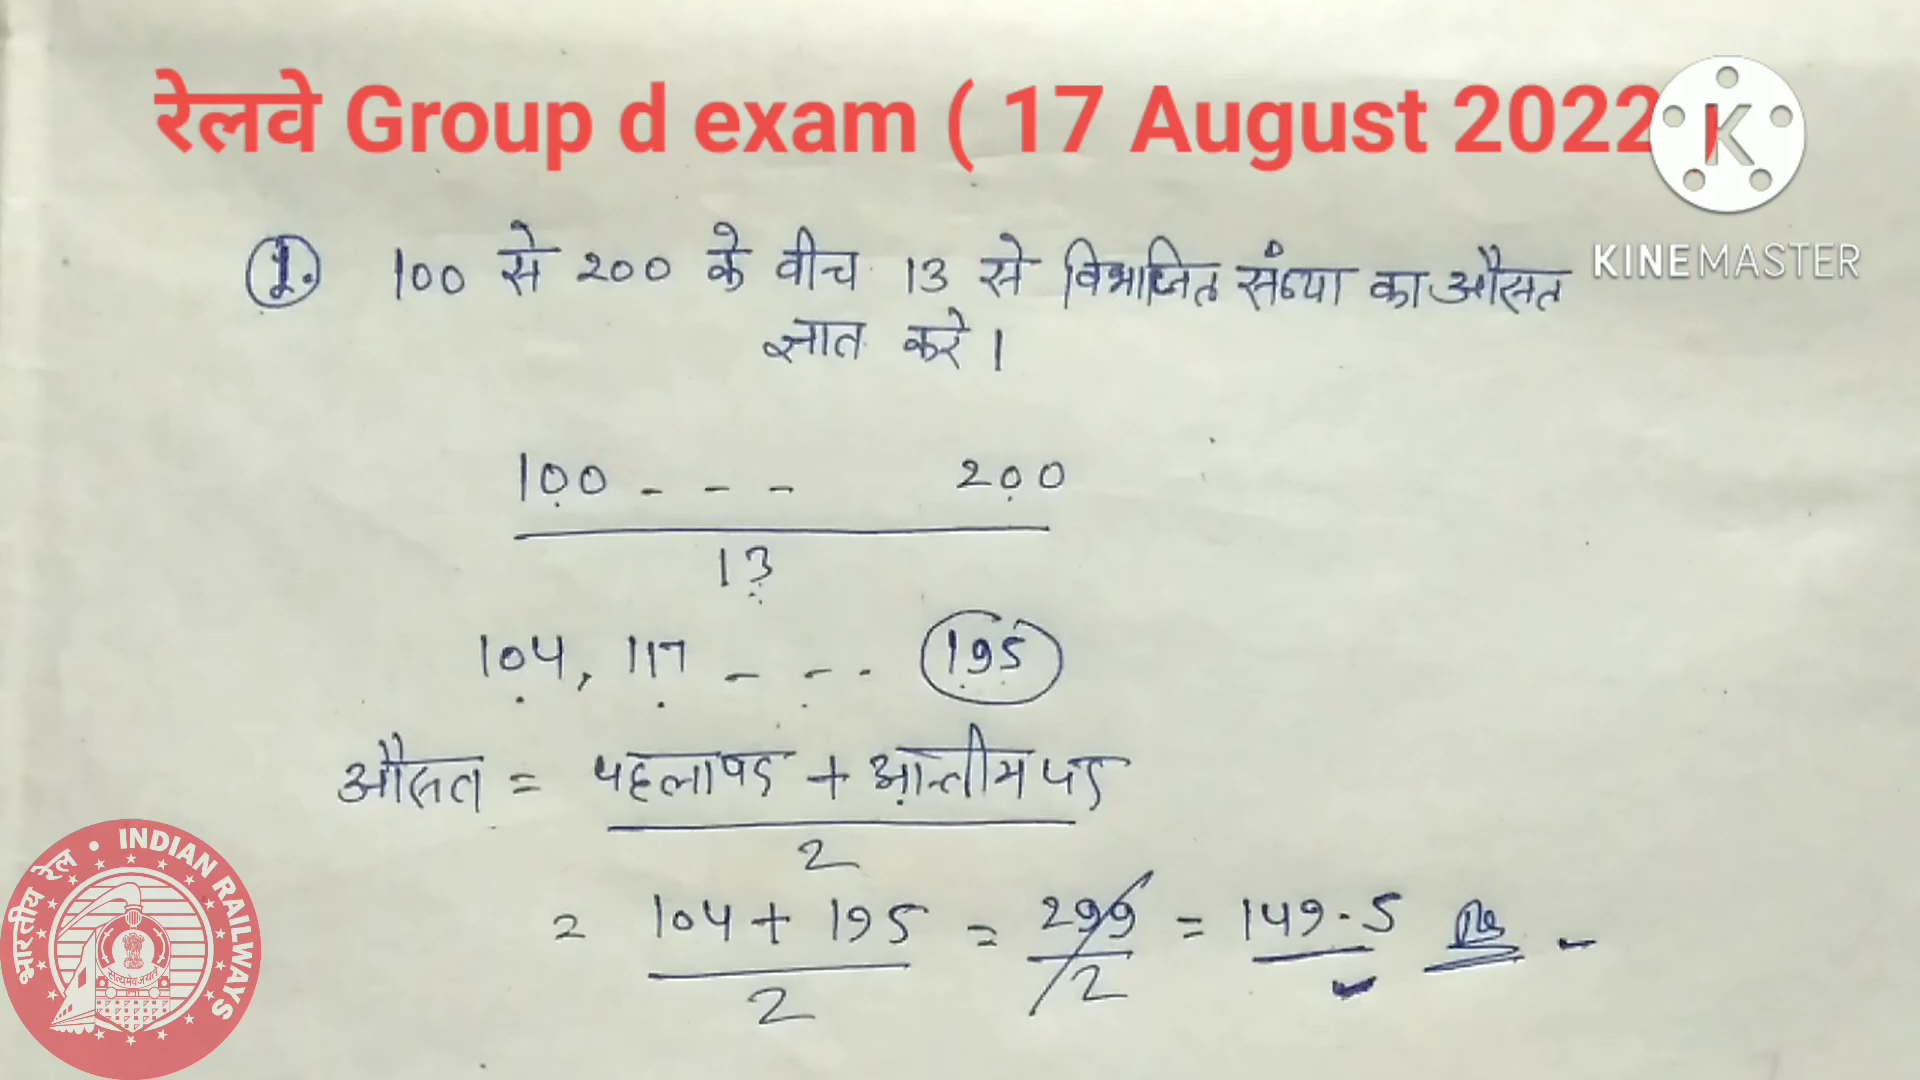 रेलवे Group d exam ( 17 August 2022
K
KINEMASTER
1. 100 से 200 के बीच 13 से विभाजित संख्या का औसत
ज्ञात करे।
100 - - - 200
13
104, 117 - - - 195
औसत = पहलापद + अन्तीम पद
2
= 104 + 195 = 299 = 149.5
2 2
भारतीय रेल • INDIAN RAILWAYS
सत्यमेव जयते